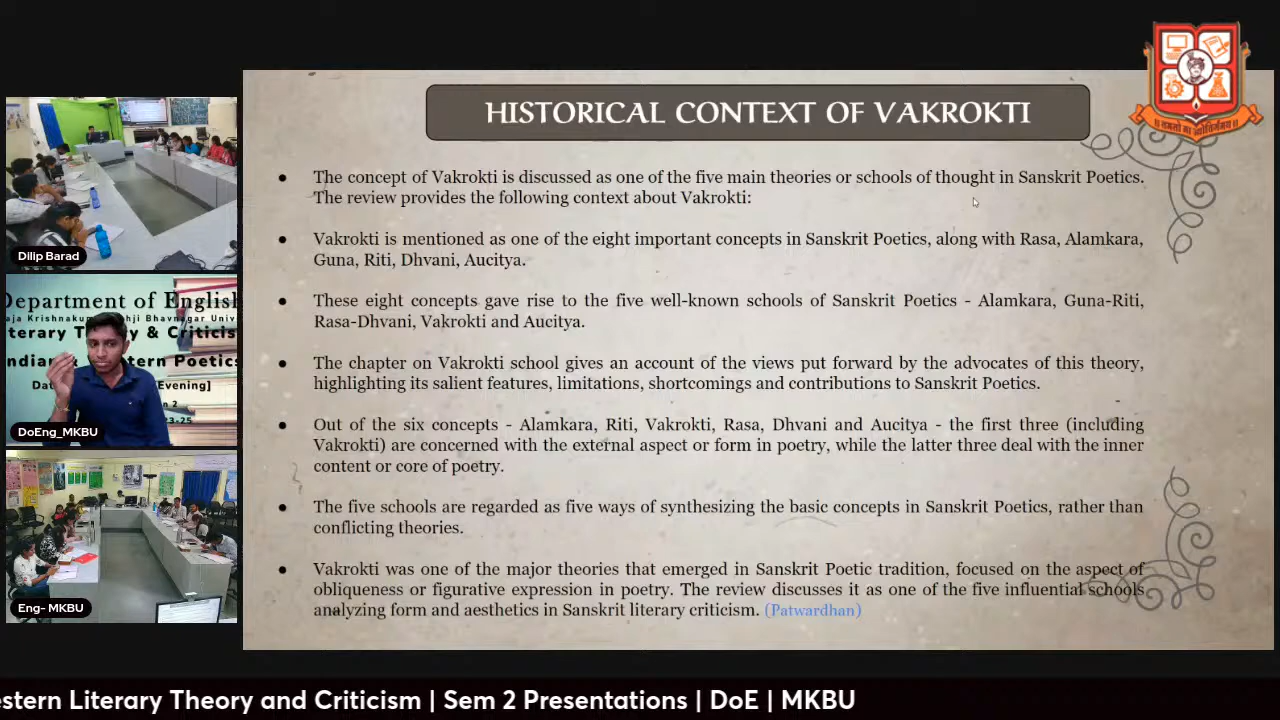 HISTORICAL CONTEXT OF VAKROKTI
● The concept of Vakrokti is discussed as one of the five main theories or schools of thought in Sanskrit Poetics.
The review provides the following context about Vakrokti:
● Vakrokti is mentioned as one of the eight important concepts in Sanskrit Poetics, along with Rasa, Alamkara,
Guna, Riti, Dhvani, Aucitya.
● These eight concepts gave rise to the five well-known schools of Sanskrit Poetics - Alamkara, Guna-Riti,
Rasa-Dhvani, Vakrokti and Aucitya.
● The chapter on Vakrokti school gives an account of the views put forward by the advocates of this theory,
highlighting its salient features, limitations, shortcomings and contributions to Sanskrit Poetics.
● Out of the six concepts - Alamkara, Riti, Vakrokti, Rasa, Dhvani and Aucitya - the first three (including
Vakrokti) are concerned with the external aspect or form in poetry, while the latter three deal with the inner
content or core of poetry.
● The five schools are regarded as five ways of synthesizing the basic concepts in Sanskrit Poetics, rather than
conflicting theories.
● Vakrokti was one of the major theories that emerged in Sanskrit Poetic tradition, focused on the aspect of
obliqueness or figurative expression in poetry. The review discusses it as one of the five influential schools
analyzing form and aesthetics in Sanskrit literary criticism. (Patwardhan)
Dilip Barad
Department of English
DoEng_MKBU
Eng- MKBU
estern Literary Theory and Criticism | Sem 2 Presentations | DoE | MKBU